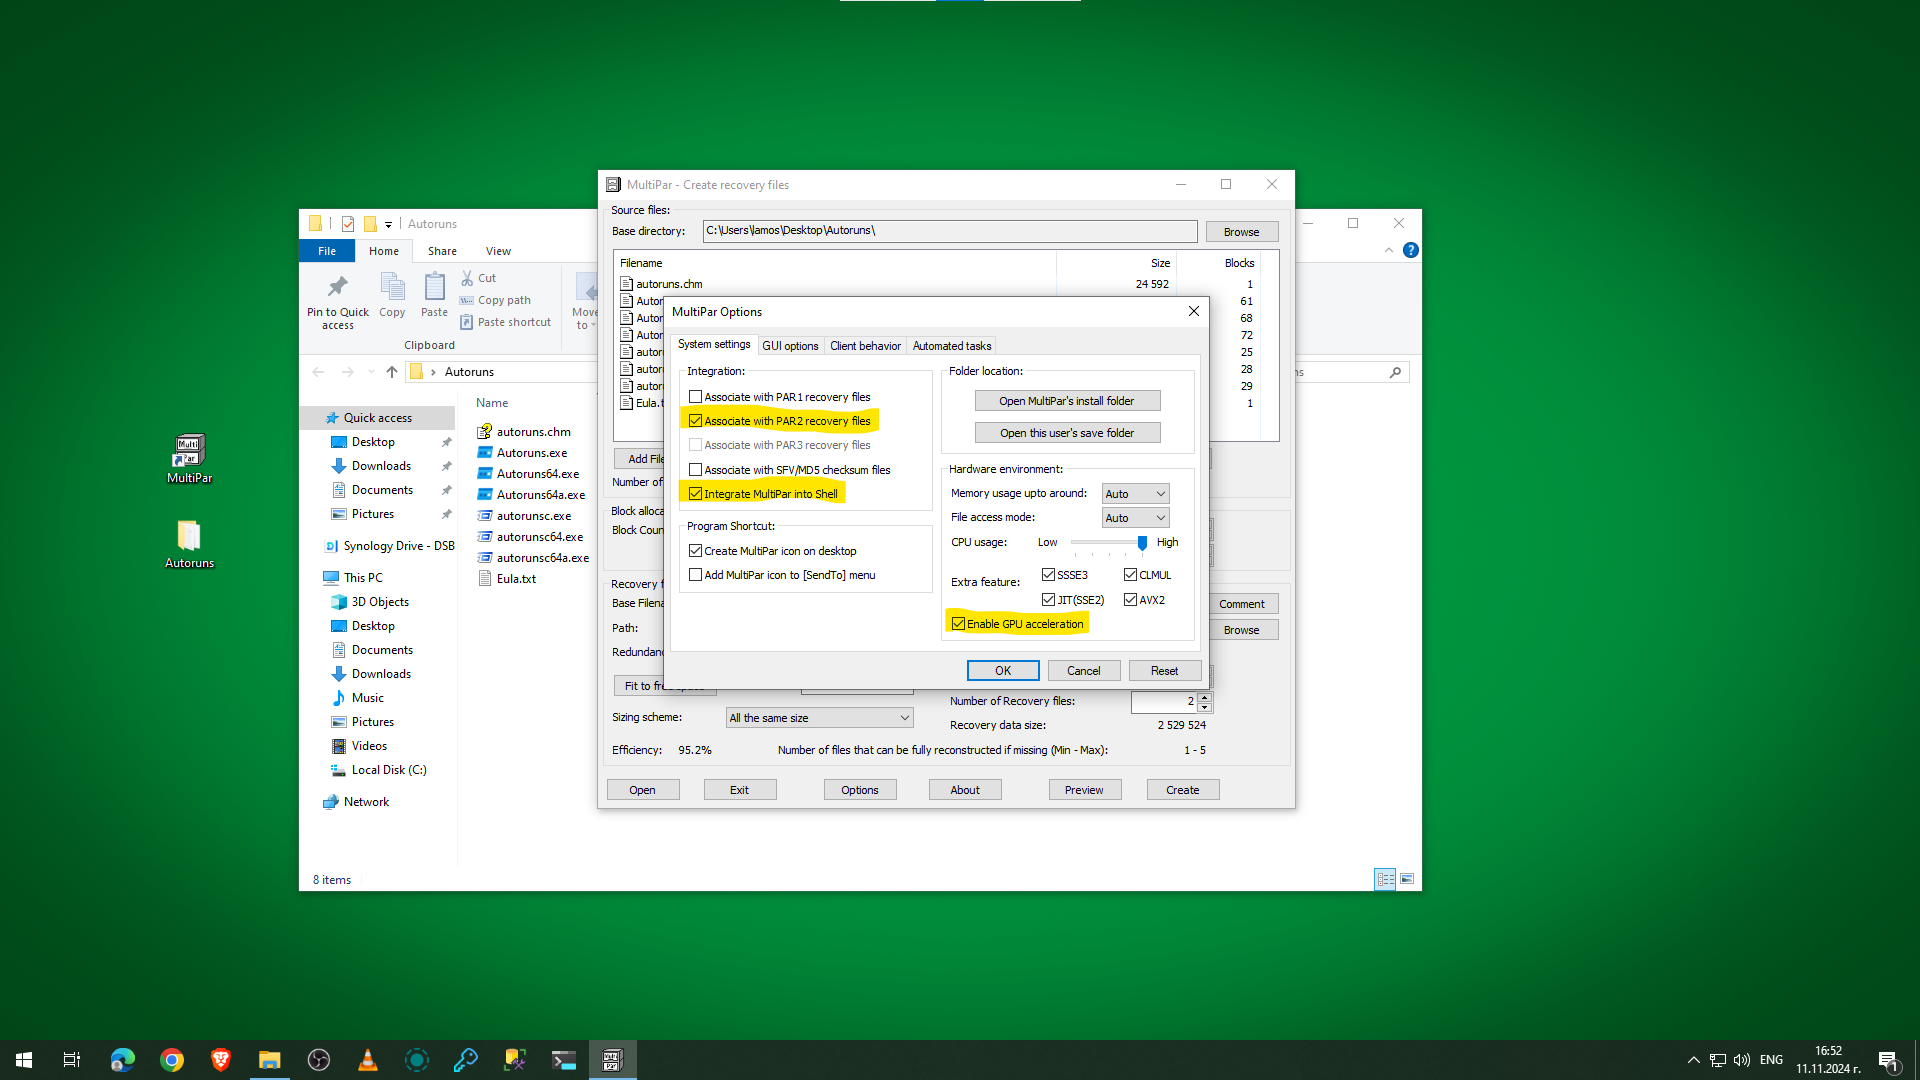 MultiPar
Autoruns
Autoruns
File
Home
Share
View
Pin to Quick
access
Copy
Paste
Cut
Copy path
Paste shortcut
Clipboard
Move
to
Autoruns
Quick access
Desktop
Downloads
Documents
Pictures
Synology Drive - DSB
This PC
3D Objects
Desktop
Documents
Downloads
Music
Pictures
Videos
Local Disk (C:)
Network
Name
autoruns.chm
Autoruns.exe
Autoruns64.exe
Autoruns64a.exe
autorunsc.exe
autorunsc64.exe
autorunsc64a.exe
Eula.txt
8 items
MultiPar - Create recovery files
Source files:
Base directory:
C:\Users\lamos\Desktop\Autoruns\
Browse
Filename
Size
Blocks
autoruns.chm
24 592
1
61
68
72
25
28
29
1
Add
Number of
Block Coun
Base Filena
Comment
Path:
Browse
Redundan
Fit to free space
Number of Recovery files:
2
Sizing scheme:
All the same size
Recovery data size:
2 529 524
Efficiency:
95.2%
Number of files that can be fully reconstructed if missing (Min - Max):
1 - 5
Open
Exit
Options
About
Preview
Create
MultiPar Options
System settings
GUI options
Client behavior
Automated tasks
Integration:
Associate with PAR1 recovery files
Associate with PAR2 recovery files
Associate with PAR3 recovery files
Associate with SFV/MD5 checksum files
Integrate MultiPar into Shell
Program Shortcut:
Create MultiPar icon on desktop
Add MultiPar icon to [SendTo] menu
Folder location:
Open MultiPar's install folder
Open this user's save folder
Hardware environment:
Memory usage upto around:
Auto
File access mode:
Auto
CPU usage:
Low
High
Extra feature:
SSSE3
CLMUL
JIT(SSE2)
AVX2
Enable GPU acceleration
OK
Cancel
Reset
ENG
16:52
11.11.2024 г.
1